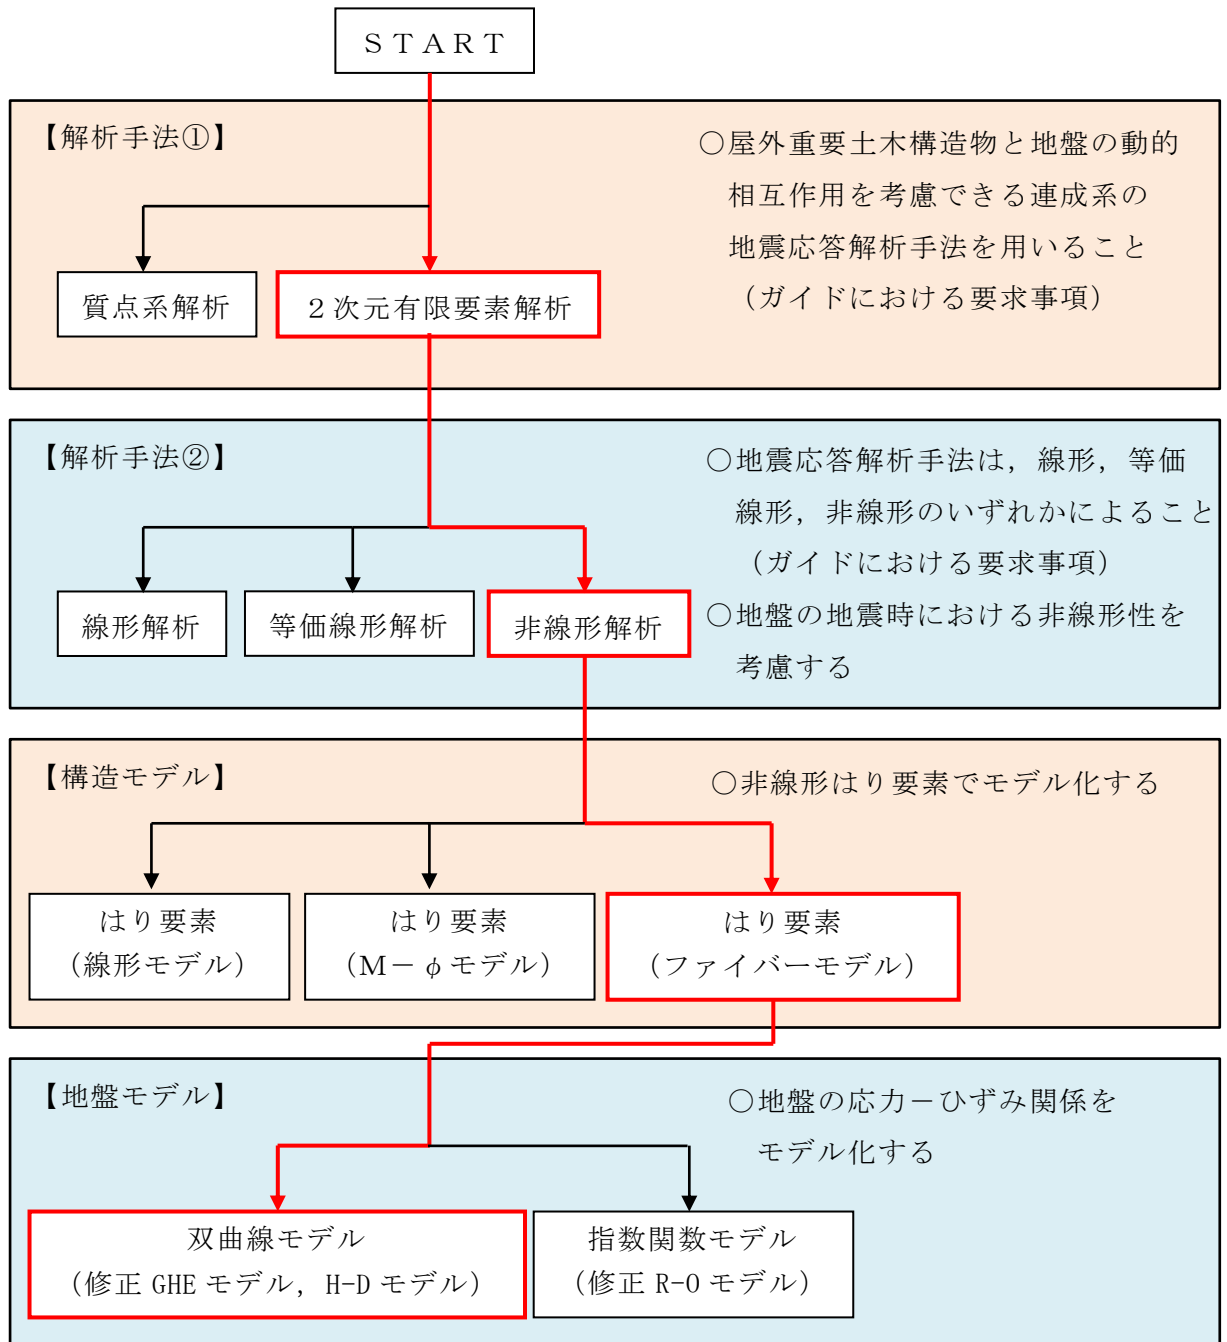 ＳＴＡＲＴ
【解析手法①】
○屋外重要土木構造物と地盤の動的
相互作用を考慮できる連成系の
地震応答解析手法を用いること
（ガイドにおける要求事項）
質点系解析
２次元有限要素解析
【解析手法②】
○地震応答解析手法は，線形，等価
線形，非線形のいずれかによること
（ガイドにおける要求事項）
○地盤の地震時における非線形性を
考慮する
線形解析
等価線形解析
非線形解析
【構造モデル】
○非線形はり要素でモデル化する
はり要素
（線形モデル）
はり要素
（Ｍ－φモデル）
はり要素
（ファイバーモデル）
【地盤モデル】
○地盤の応力－ひずみ関係を
モデル化する
双曲線モデル
（修正 GHE モデル，H-D モデル）
指数関数モデル
（修正 R-O モデル）